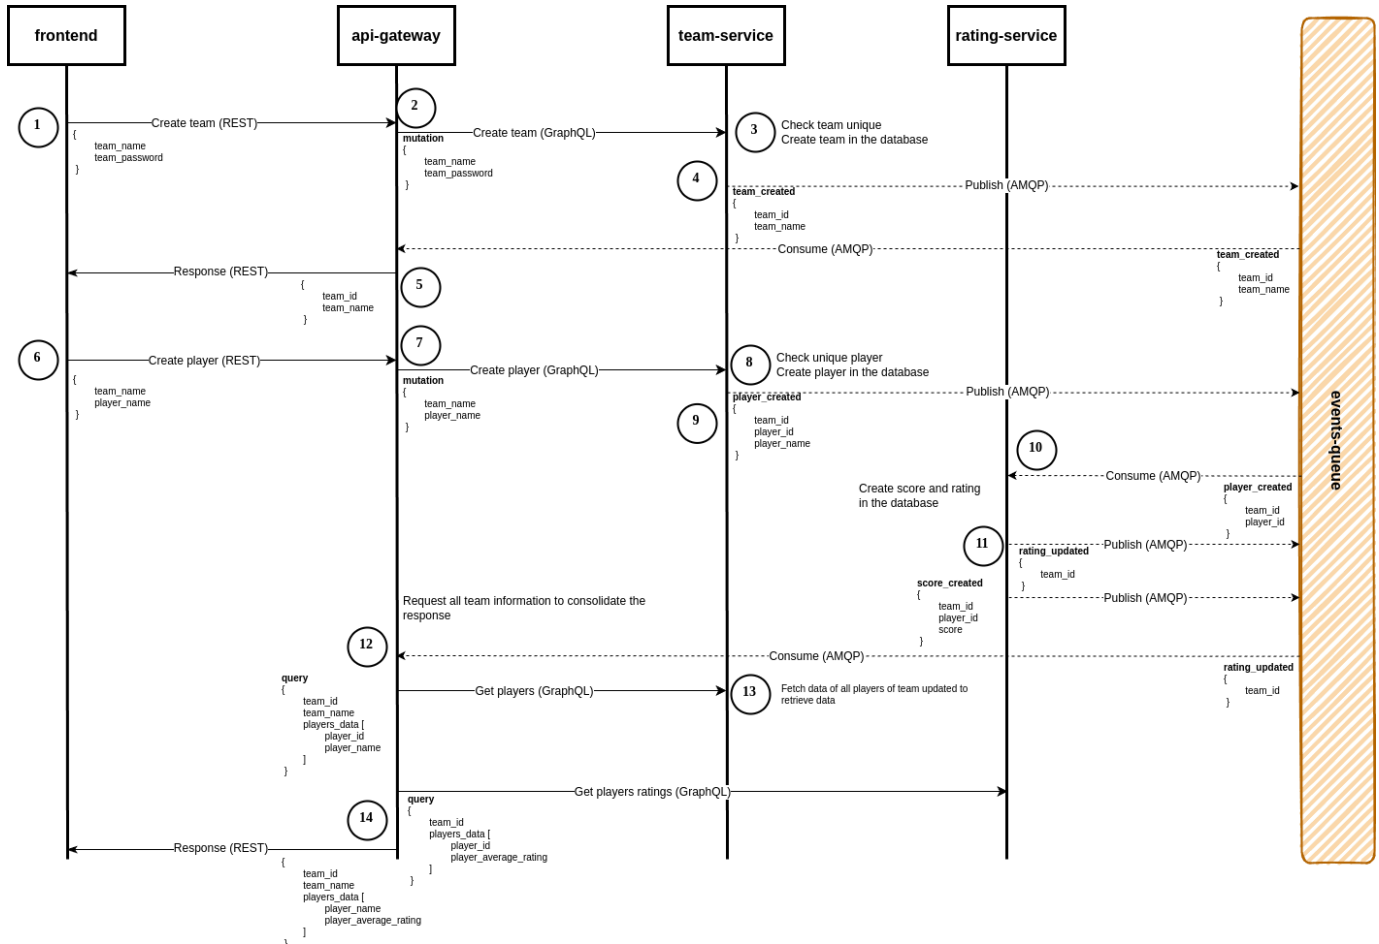 frontend
api-gateway
team-service
rating-service
1
Create team (REST)
{
team_name
team_password
}
2
Create team (GraphQL)
mutation
{
team_name
team_password
}
3
Check team unique
Create team in the database
4
Publish (AMQP)
team_created
{
team_id
team_name
}
Consume (AMQP)
team_created
{
team_id
team_name
}
Response (REST)
5
{
team_id
team_name
}
6
Create player (REST)
{
team_name
player_name
}
7
Create player (GraphQL)
mutation
{
team_name
player_name
}
8
Check unique player
Create player in the database
9
Publish (AMQP)
player_created
{
team_id
player_id
player_name
}
events-queue
10
Consume (AMQP)
player_created
{
team_id
player_id
}
Create score and rating
in the database
11
Publish (AMQP)
rating_updated
{
team_id
}
score_created
{
team_id
player_id
score
}
Publish (AMQP)
Request all team information to consolidate the
response
12
Consume (AMQP)
rating_updated
{
team_id
}
query
{
team_id
team_name
players_data [
player_id
player_name
]
}
Get players (GraphQL)
13
Fetch data of all players of team updated to
retrieve data
Get players ratings (GraphQL)
14
query
{
team_id
players_data [
player_id
player_average_rating
]
}
Response (REST)
{
team_id
team_name
players_data [
player_name
player_average_rating
]
}